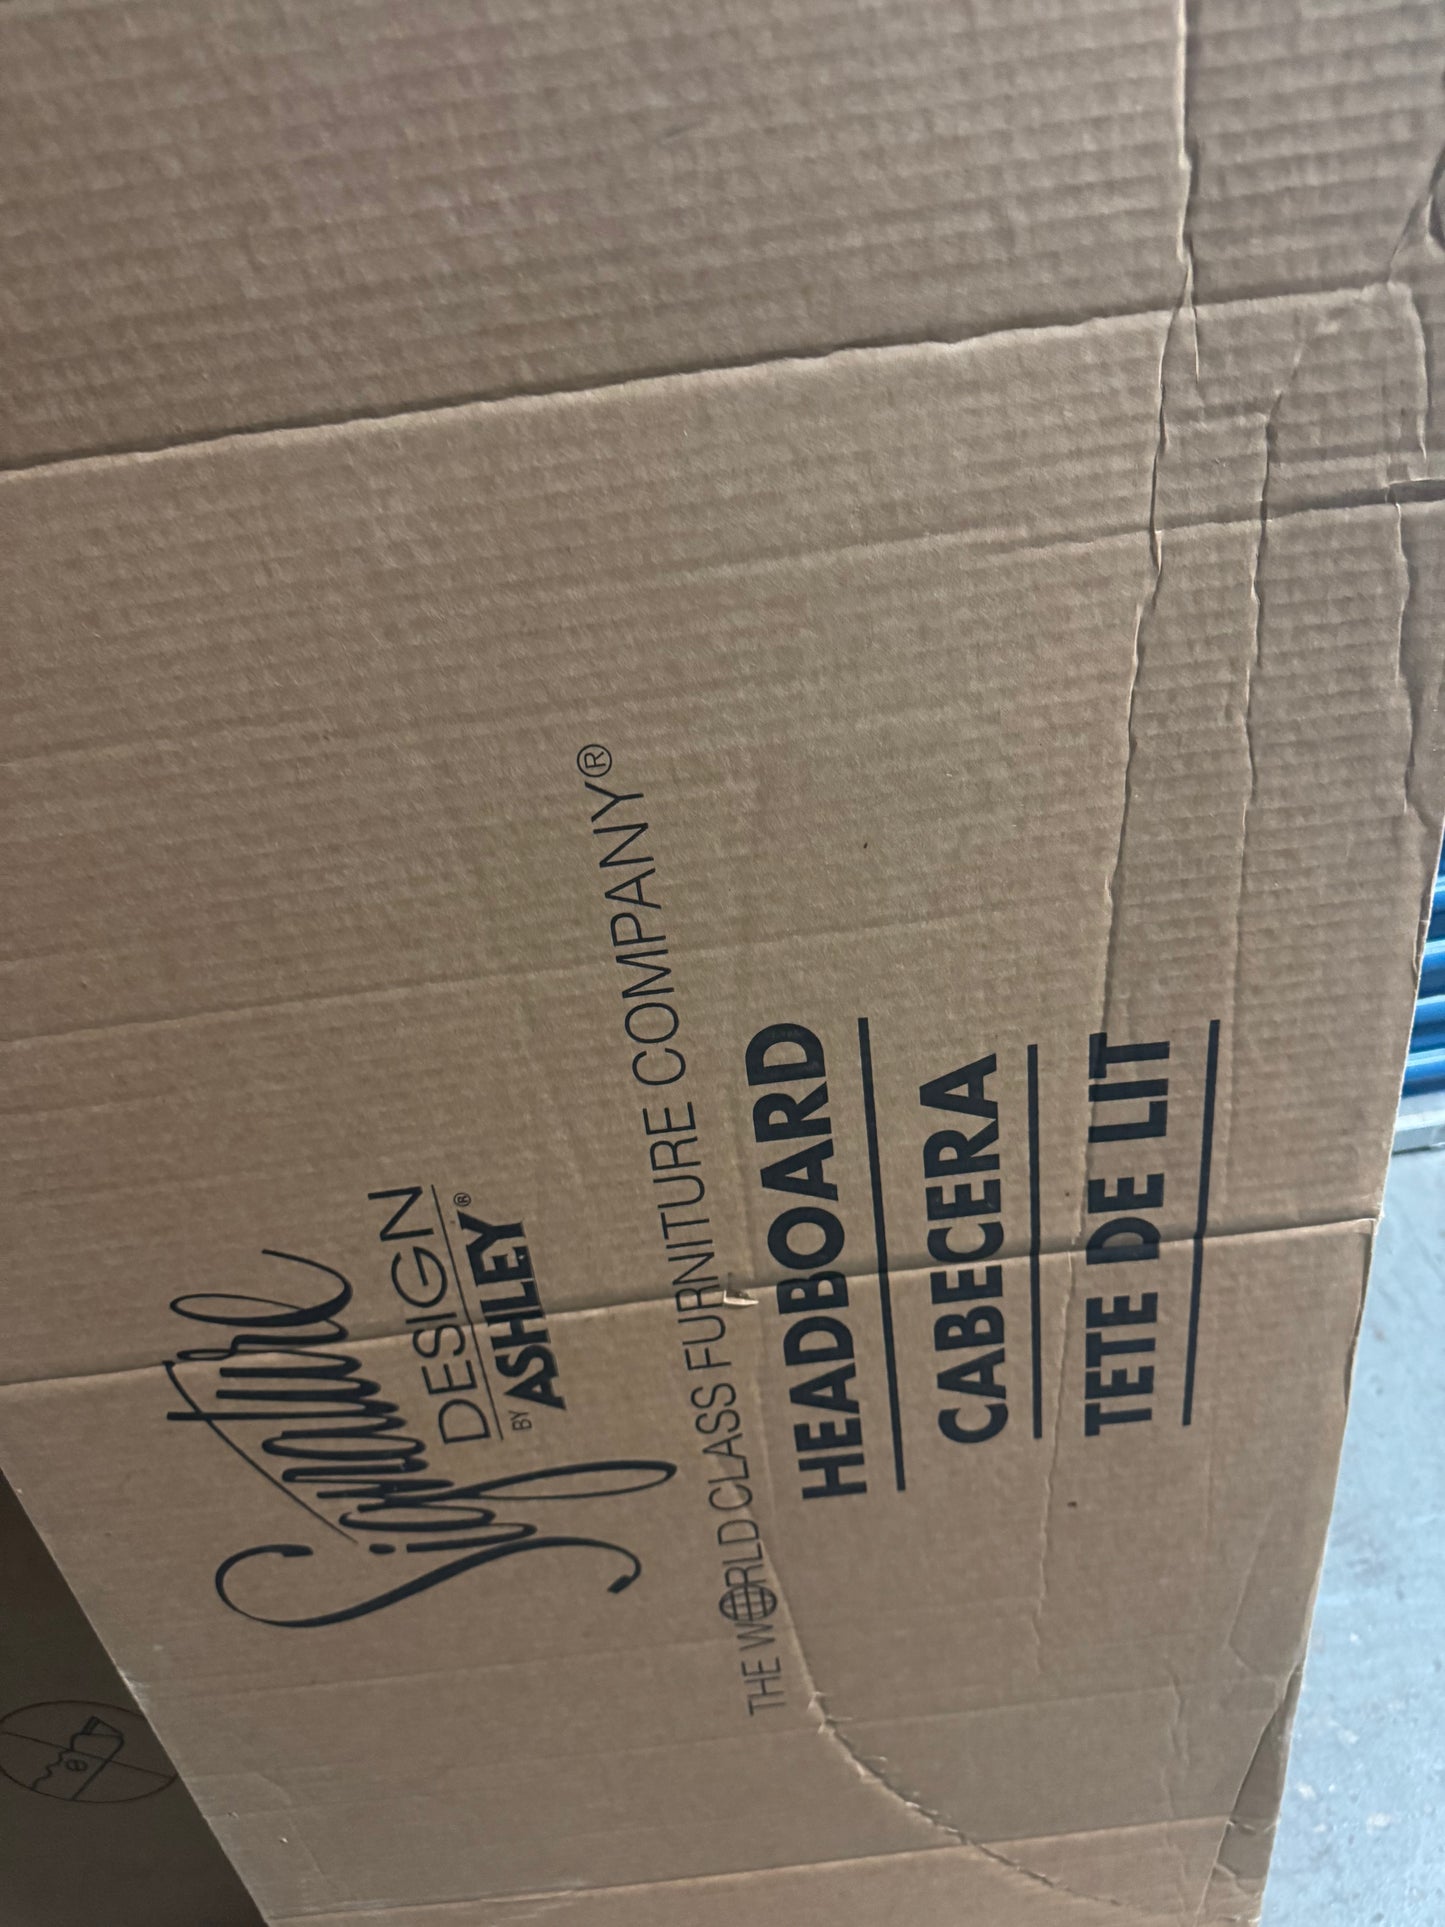 Signature
DESIGN
BY ASHLEY®
THE WORLD CLASS FURNITURE COMPANY®
HEADBOARD
CABECERA
TETE DE LIT